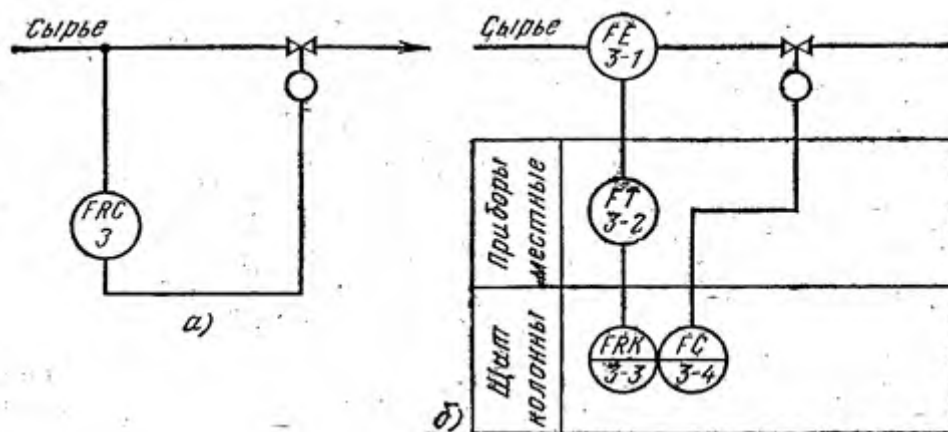 Сырье
FRC
3
а)
Сырье
FE
3-1
Приборы
местные
FT
3-2
Щит
колонны
FRK
3-3
FC
3-4
б)